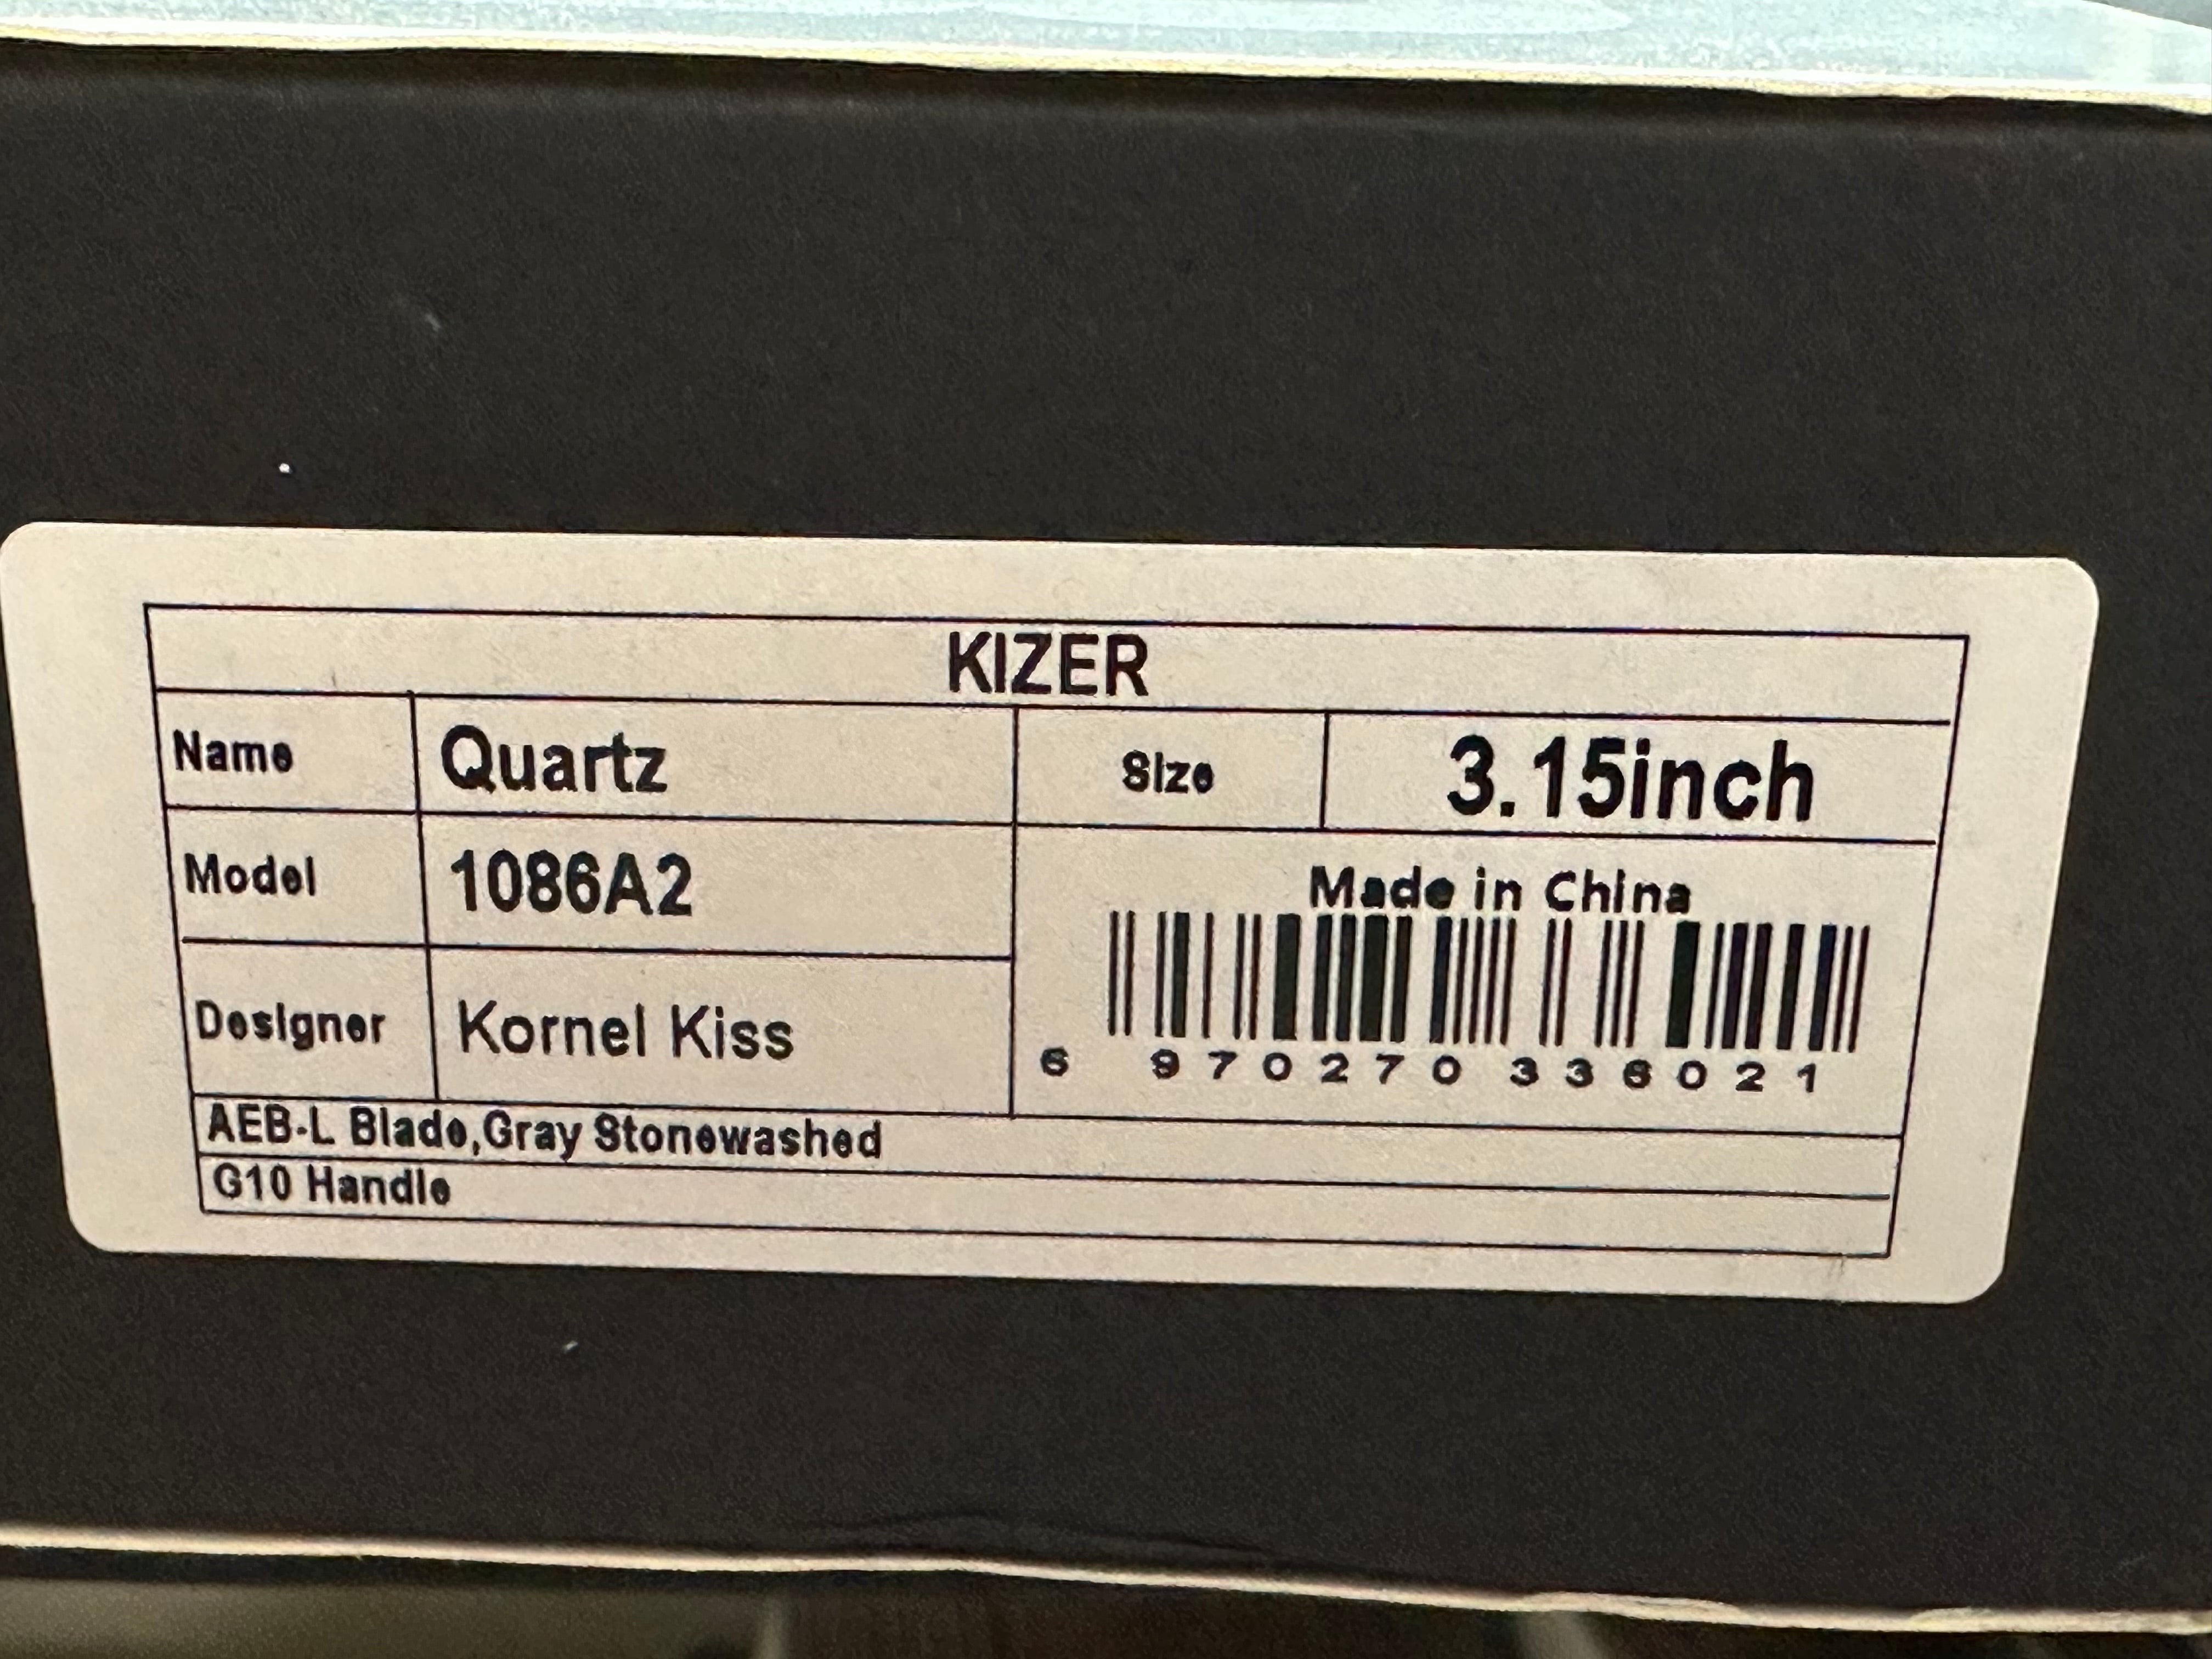 KIZER
Name Quartz Size 3.15inch
Model 1086A2
Made in China
Designer Kornel Kiss
6 970270 336021
AEB-L Blade,Gray Stonewashed
G10 Handle